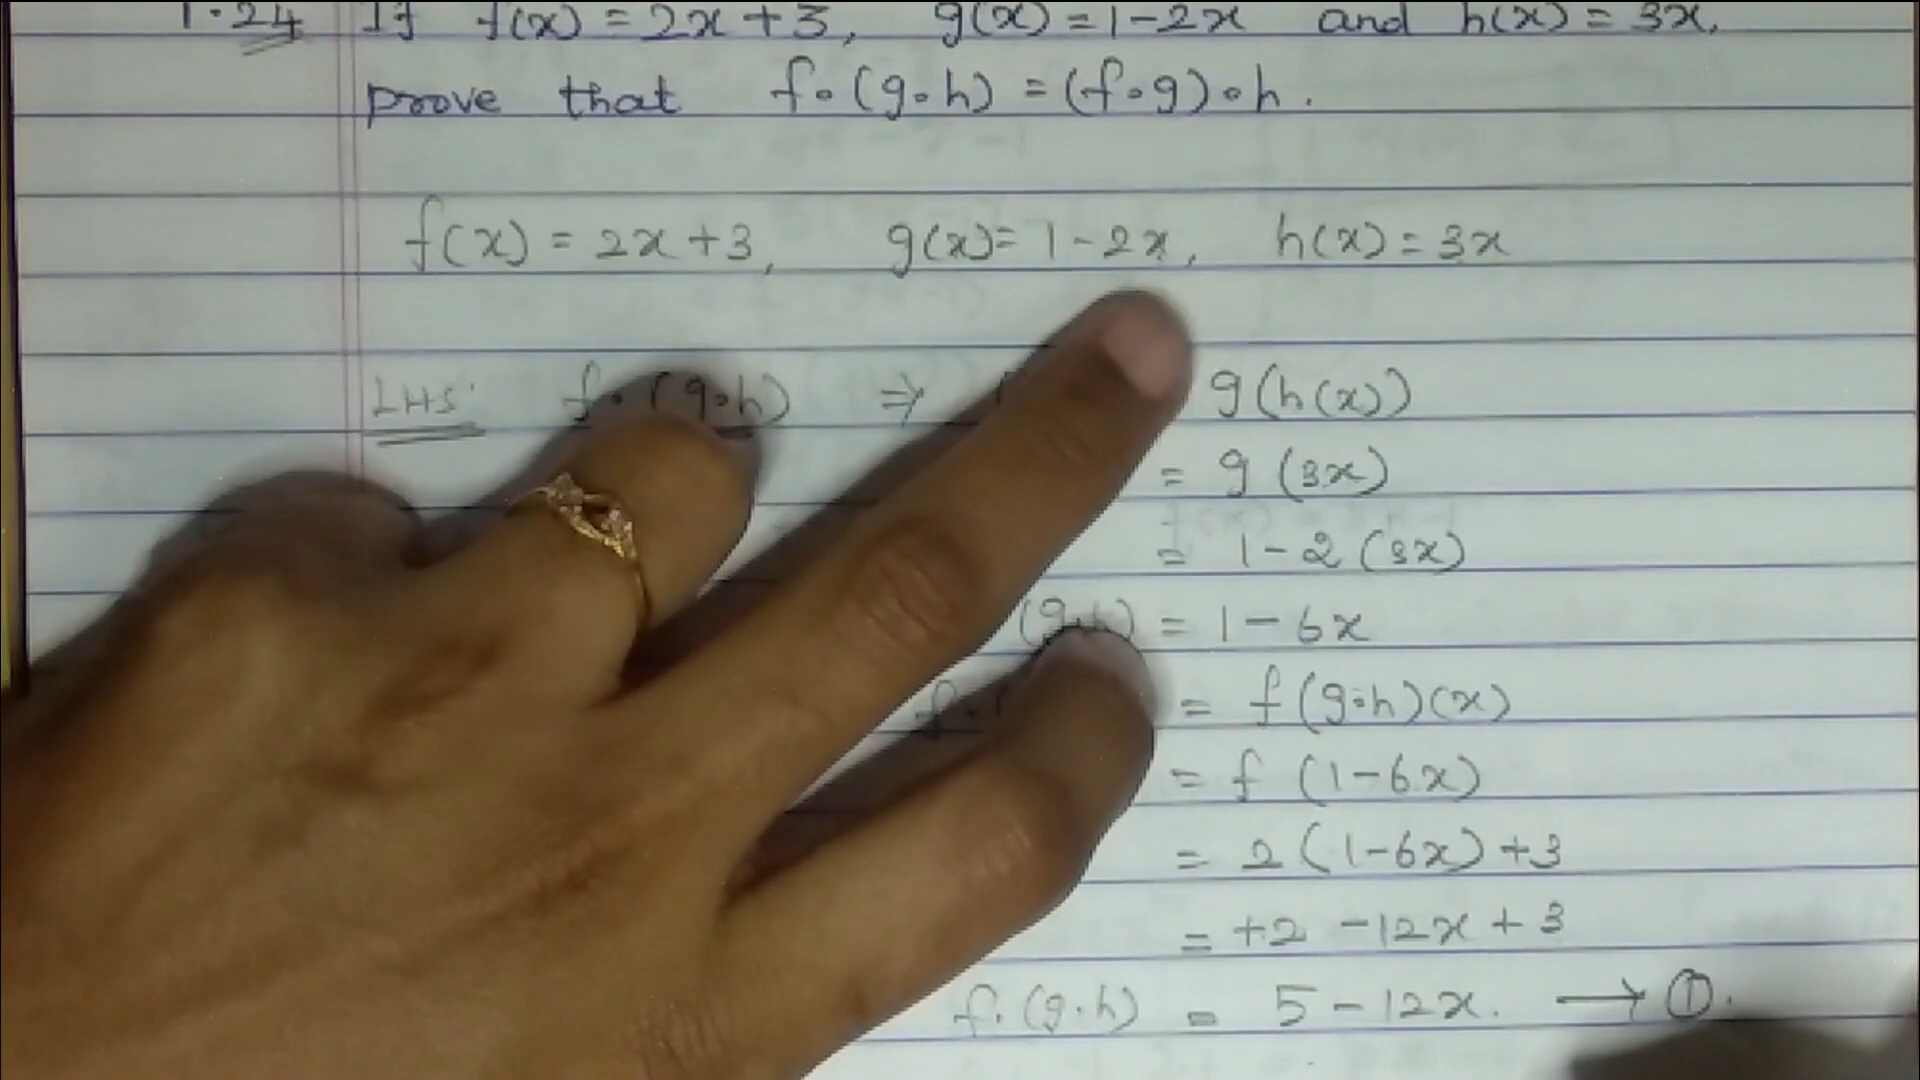 1.24 If f(x) = 2x + 3, g(x) = 1 - 2x and h(x) = 3x.
prove that f∘(g∘h) = (f∘g)∘h.
f(x) = 2x + 3, g(x) = 1 - 2x, h(x) = 3x
LHS: f∘(g∘h) ⇒ g(h(x))
= g (3x)
= 1 - 2 (3x)
(g∘h) = 1 - 6x
f∘( = f(g∘h)(x)
= f (1 - 6x)
= 2 (1 - 6x) + 3
= +2 - 12x + 3
f∘(g∘h) = 5 - 12x. → ①.